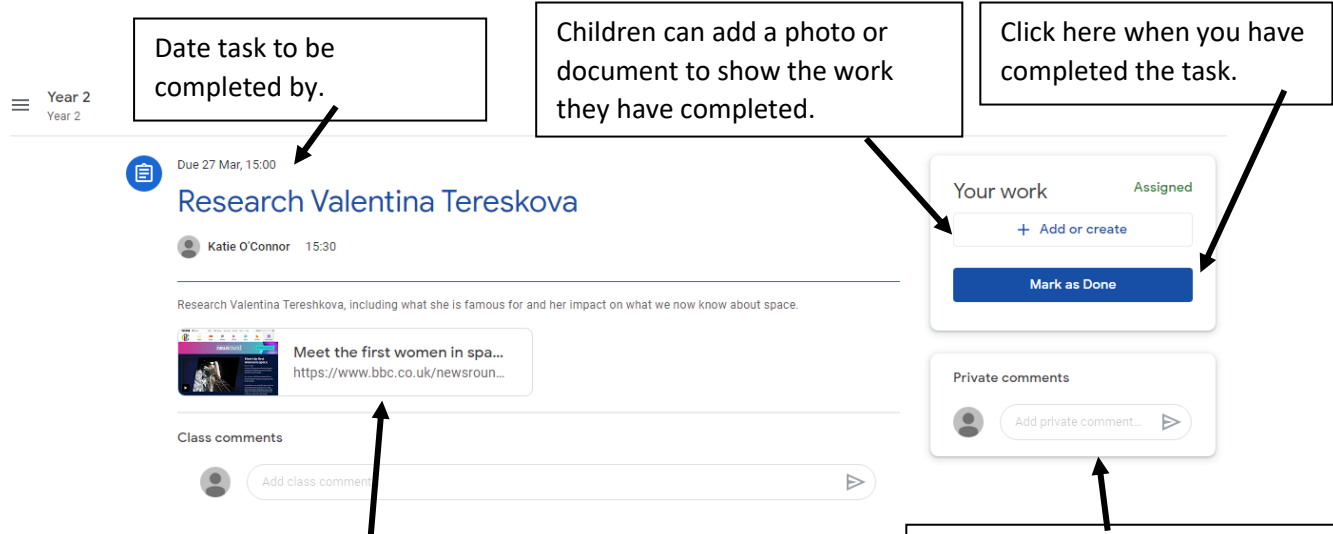 Date task to be
completed by.
Children can add a photo or
document to show the work
they have completed.
Click here when you have
completed the task.
Year 2
Year 2
Due 27 Mar, 15:00
Research Valentina Tereskova
Katie O'Connor 15:30
Research Valentina Tereshkova, including what she is famous for and her impact on what we now know about space.
Meet the first women in spa...
https://www.bbc.co.uk/newsroun...
Class comments
Add class comment
Your work Assigned
+ Add or create
Mark as Done
Private comments
Add private comment...